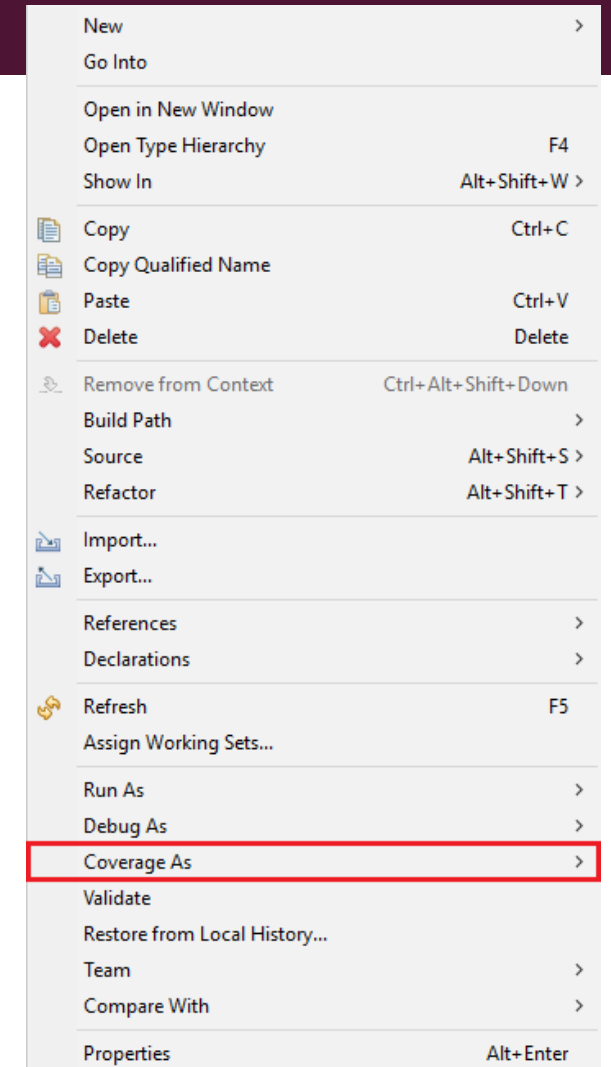 New >
Go Into
Open in New Window
Open Type Hierarchy F4
Show In Alt+Shift+W >
Copy Ctrl+C
Copy Qualified Name
Paste Ctrl+V
Delete Delete
Remove from Context Ctrl+Alt+Shift+Down
Build Path >
Source Alt+Shift+S >
Refactor Alt+Shift+T >
Import...
Export...
References >
Declarations >
Refresh F5
Assign Working Sets...
Run As >
Debug As >
Coverage As >
Validate
Restore from Local History...
Team >
Compare With >
Properties Alt+Enter